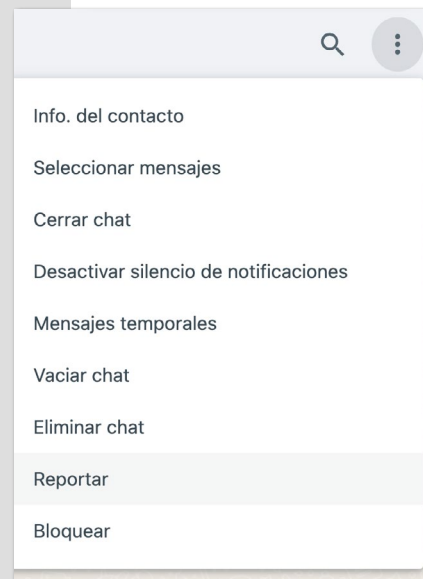 Info. del contacto
Seleccionar mensajes
Cerrar chat
Desactivar silencio de notificaciones
Mensajes temporales
Vaciar chat
Eliminar chat
Reportar
Bloquear